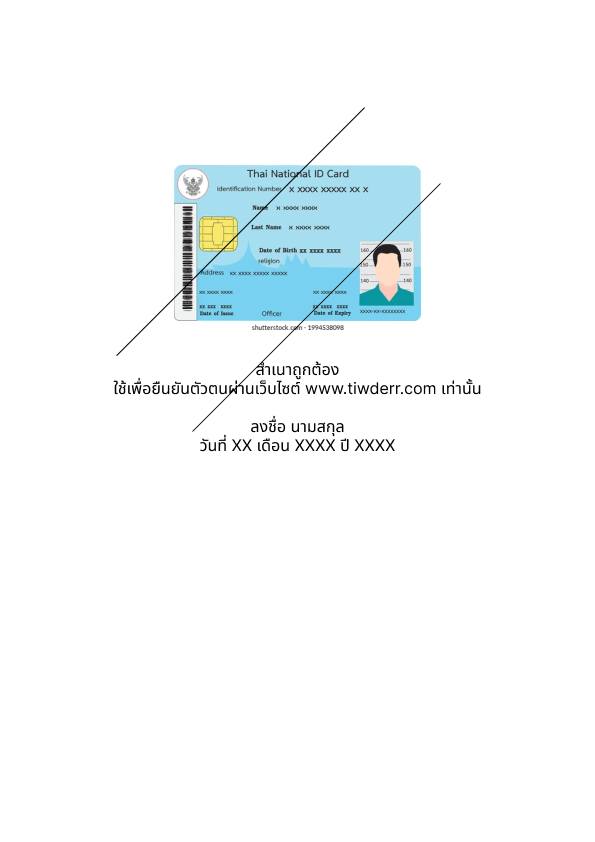 Thai National ID Card
Identification Number X XXXX XXXXX XX X
Name X XXXX XXXX
Last Name X XXXX XXXX
Date of Birth XX XXXX XXXX
religion
Address XX XXXX XXXXX XXXXX
160 160
150 150
140 140
XX XXXX XXXX XX XXXX XXXX
XX XXX XXXX XX XXXX XXXX
Date of Issue Officer Date of Expiry XXXX-XX-XXXXXXXX
shutterstock.com · 1994538098
สำเนาถูกต้อง
ใช้เพื่อยืนยันตัวตนผ่านเว็บไซต์ www.tiwderr.com เท่านั้น
ลงชื่อ นามสกุล
วันที่ XX เดือน XXXX ปี XXXX